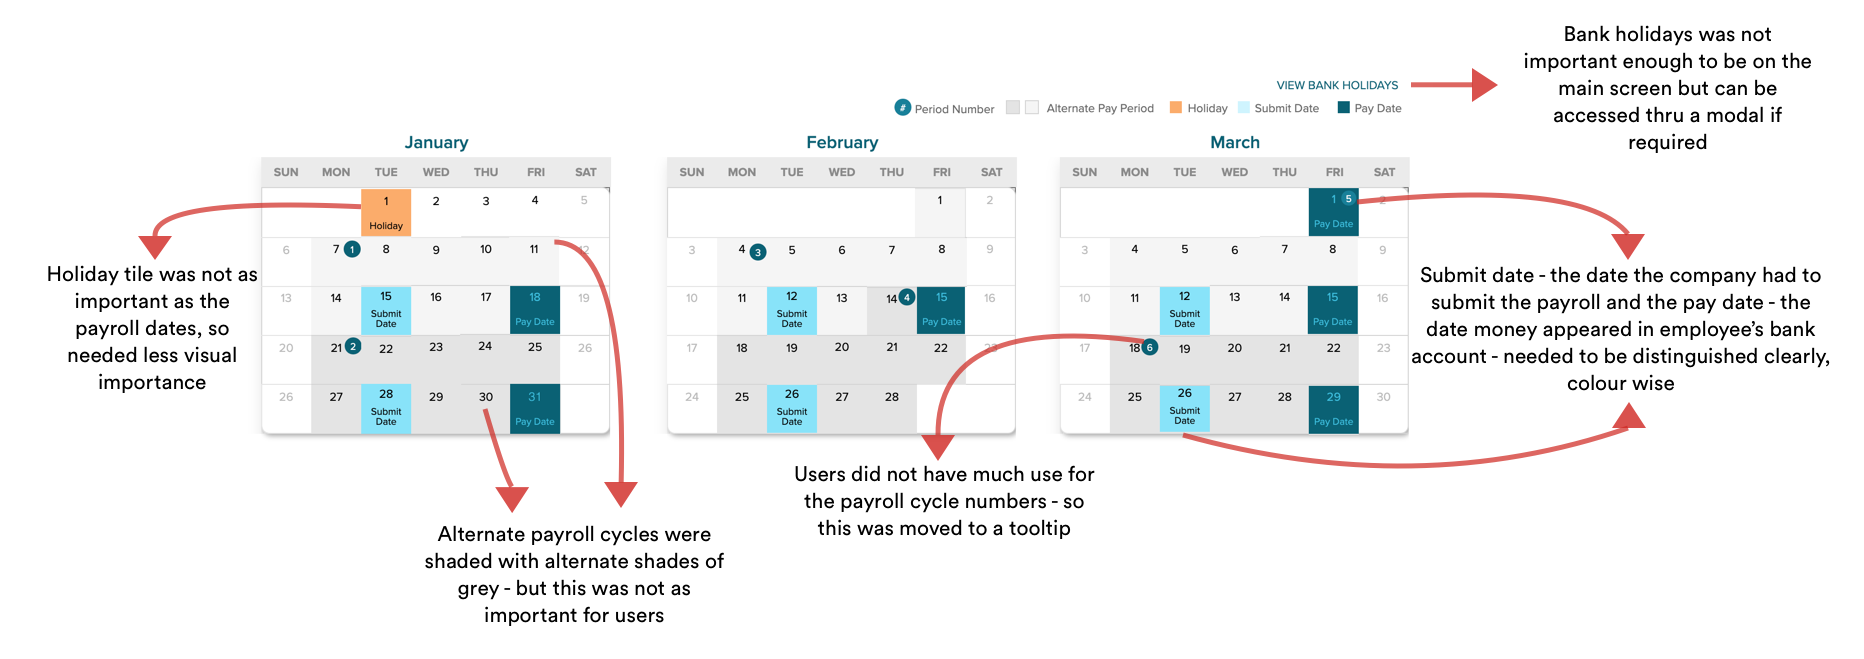 Bank holidays was not
important enough to be on the
main screen but can be
accessed thru a modal if
required
VIEW BANK HOLIDAYS
# Period Number Alternate Pay Period Holiday Submit Date Pay Date
January
SUN MON TUE WED THU FRI SAT
1 2 3 4 5
Holiday
6 7 1 8 9 10 11 12
13 14 15 16 17 18 19
Submit
Date Pay Date
20 21 2 22 23 24 25 26
26 27 28 29 30 31
Submit
Date Pay Date
February
SUN MON TUE WED THU FRI SAT
1 2
3 4 3 5 6 7 8 9
10 11 12 13 14 4 15 16
Submit
Date Pay Date
17 18 19 20 21 22 23
24 25 26 27 28
Submit
Date
March
SUN MON TUE WED THU FRI SAT
1 5 2
Pay Date
3 4 5 6 7 8 9
10 11 12 13 14 15 16
Submit
Date Pay Date
17 18 6 19 20 21 22 23
24 25 26 27 28 29 30
Submit
Date Pay Date
Holiday tile was not as
important as the
payroll dates, so
needed less visual
importance
Submit date - the date the company had to
submit the payroll and the pay date - the
date money appeared in employee's bank
account - needed to be distinguished clearly,
colour wise
Users did not have much use for
the payroll cycle numbers - so
this was moved to a tooltip
Alternate payroll cycles were
shaded with alternate shades of
grey - but this was not as
important for users